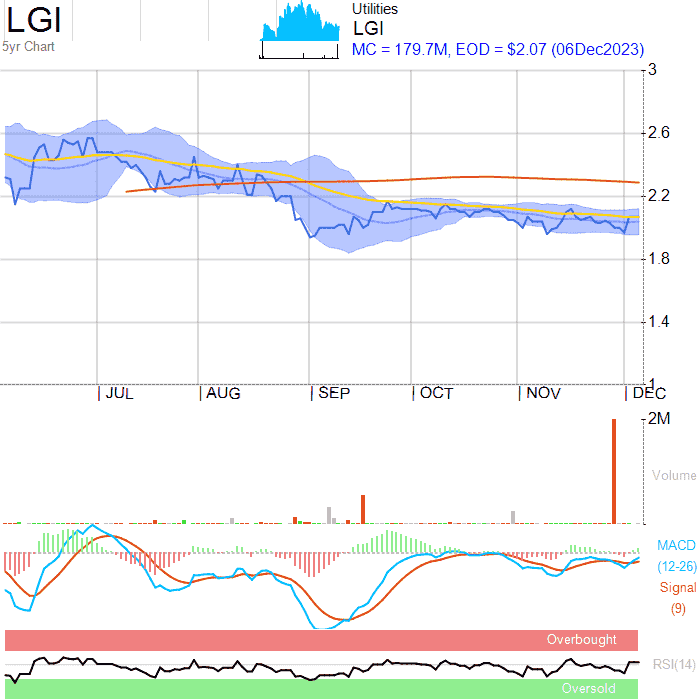 LGI
5yr Chart
Utilities
LGI
MC = 179.7M, EOD = $2.07 (06Dec2023)
3
2.6
2.2
1.8
1.4
1
JUL AUG SEP OCT NOV DEC
2M
Volume
MACD
(12-26)
Signal
(9)
Overbought
RSI(14)
Oversold